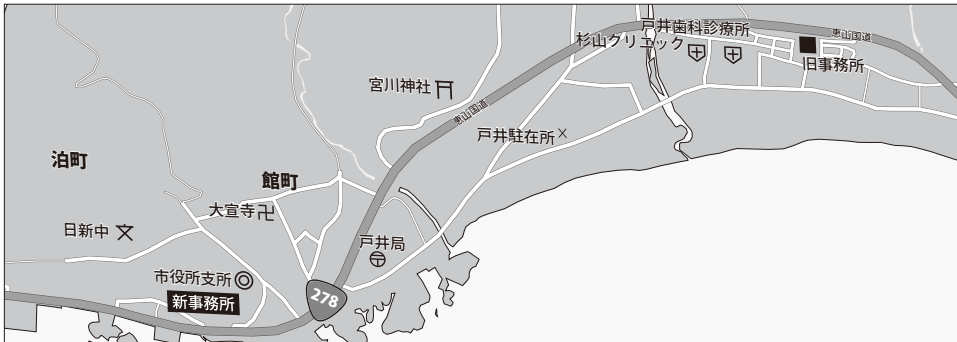 戸井歯科診療所
杉山クリニック
恵山国道
旧事務所
宮川神社
恵山国道
戸井駐在所
泊町
館町
大宣寺
日新中
戸井局
市役所支所
新事務所
278